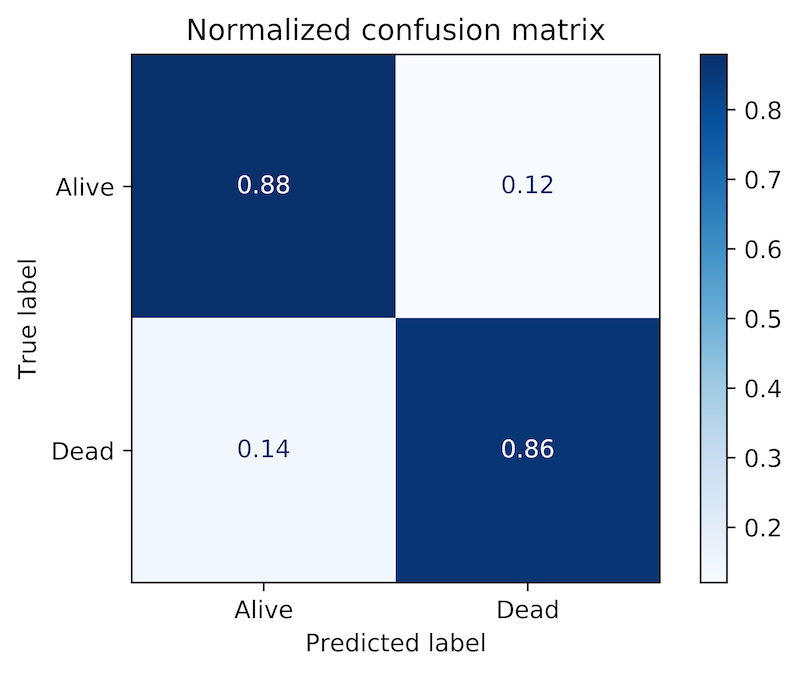 Normalized confusion matrix
True label
Alive
0.88
0.12
Dead
0.14
0.86
Alive
Dead
Predicted label
0.8
0.7
0.6
0.5
0.4
0.3
0.2